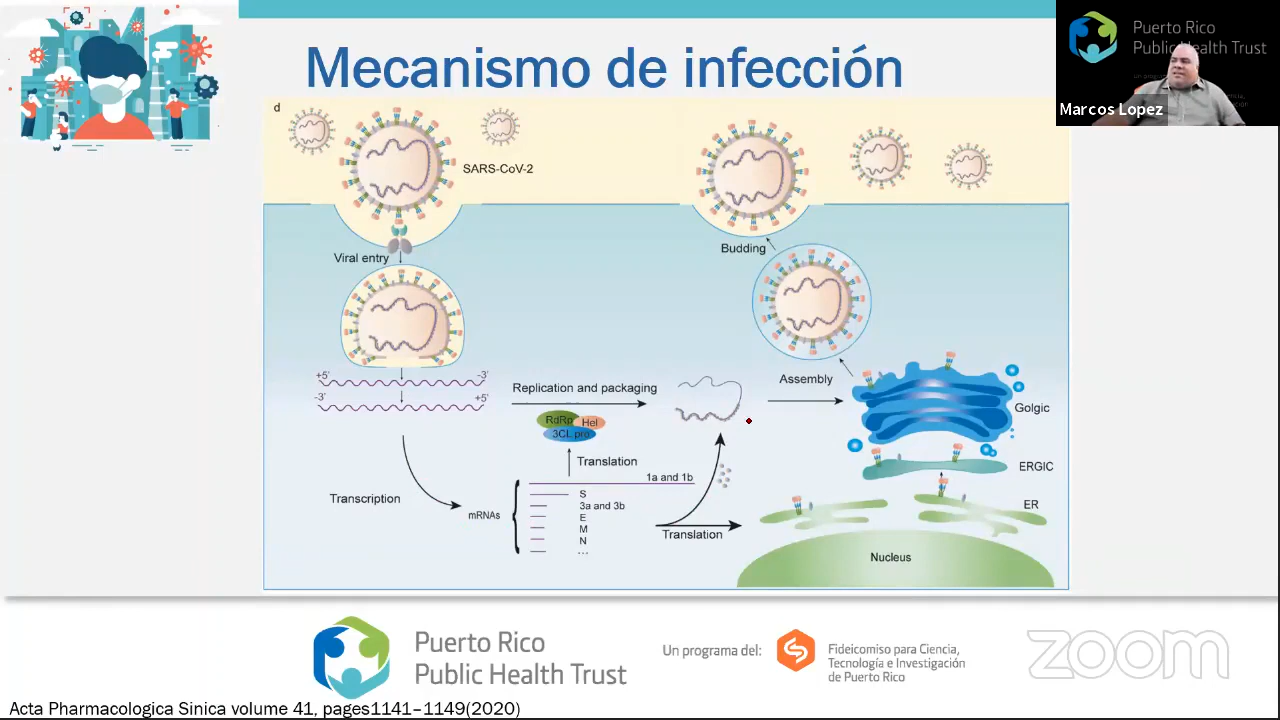 Mecanismo de infección
Puerto Rico
Public Health Trust
Marcos Lopez
d
SARS-CoV-2
Viral entry
Budding
+5' -3'
-3' +5'
Replication and packaging
Assembly
RdRp
Hel
3CL pro
Golgic
Translation
ERGIC
1a and 1b
Transcription
mRNAs
S
3a and 3b
E
M
N
...
Translation
ER
Nucleus
Puerto Rico
Public Health Trust
Un programa del:
Fideicomiso para Ciencia,
Tecnología e Investigación
de Puerto Rico
zoom
Acta Pharmacologica Sinica volume 41, pages1141–1149(2020)